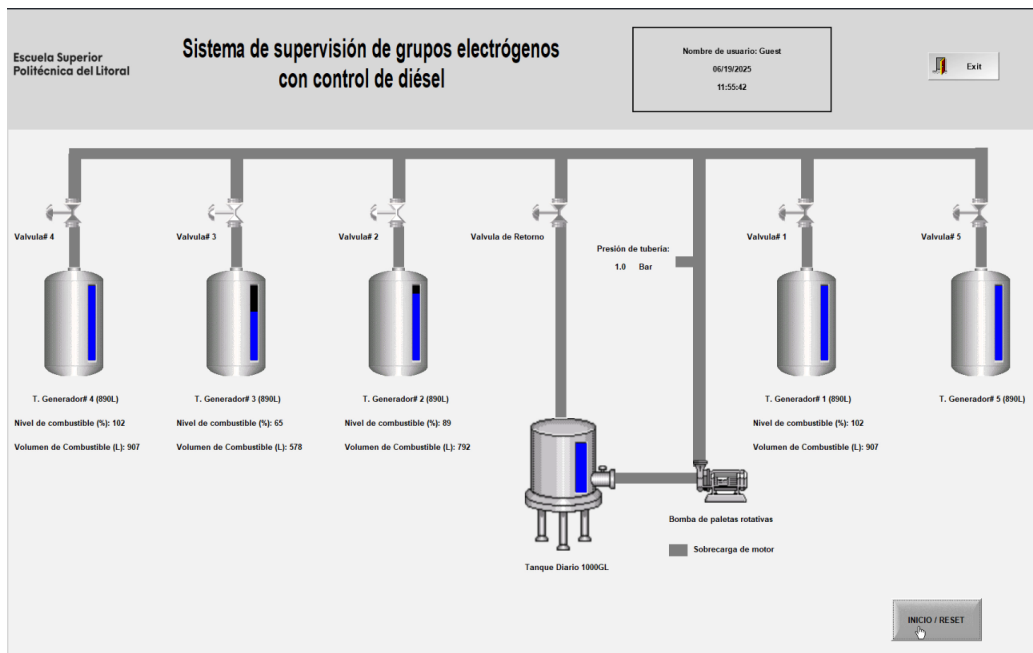 Escuela Superior
Politécnica del Litoral
Sistema de supervisión de grupos electrógenos
con control de diésel
Nombre de usuario: Guest
06/19/2025
11:55:42
Exit
Valvula# 4
Valvula# 3
Valvula# 2
Valvula de Retorno
Valvula# 1
Valvula# 5
Presión de tuberia:
1.0 Bar
T. Generador# 4 (890L)
Nivel de combustible (%): 102
Volumen de Combustible (L): 907
T. Generador# 3 (890L)
Nivel de combustible (%): 65
Volumen de Combustible (L): 578
T. Generador# 2 (890L)
Nivel de combustible (%): 89
Volumen de Combustible (L): 792
T. Generador# 1 (890L)
Nivel de combustible (%): 102
Volumen de Combustible (L): 907
T. Generador# 5 (890L)
Bomba de paletas rotativas
Sobrecarga de motor
Tanque Diario 1000GL
INICIO / RESET